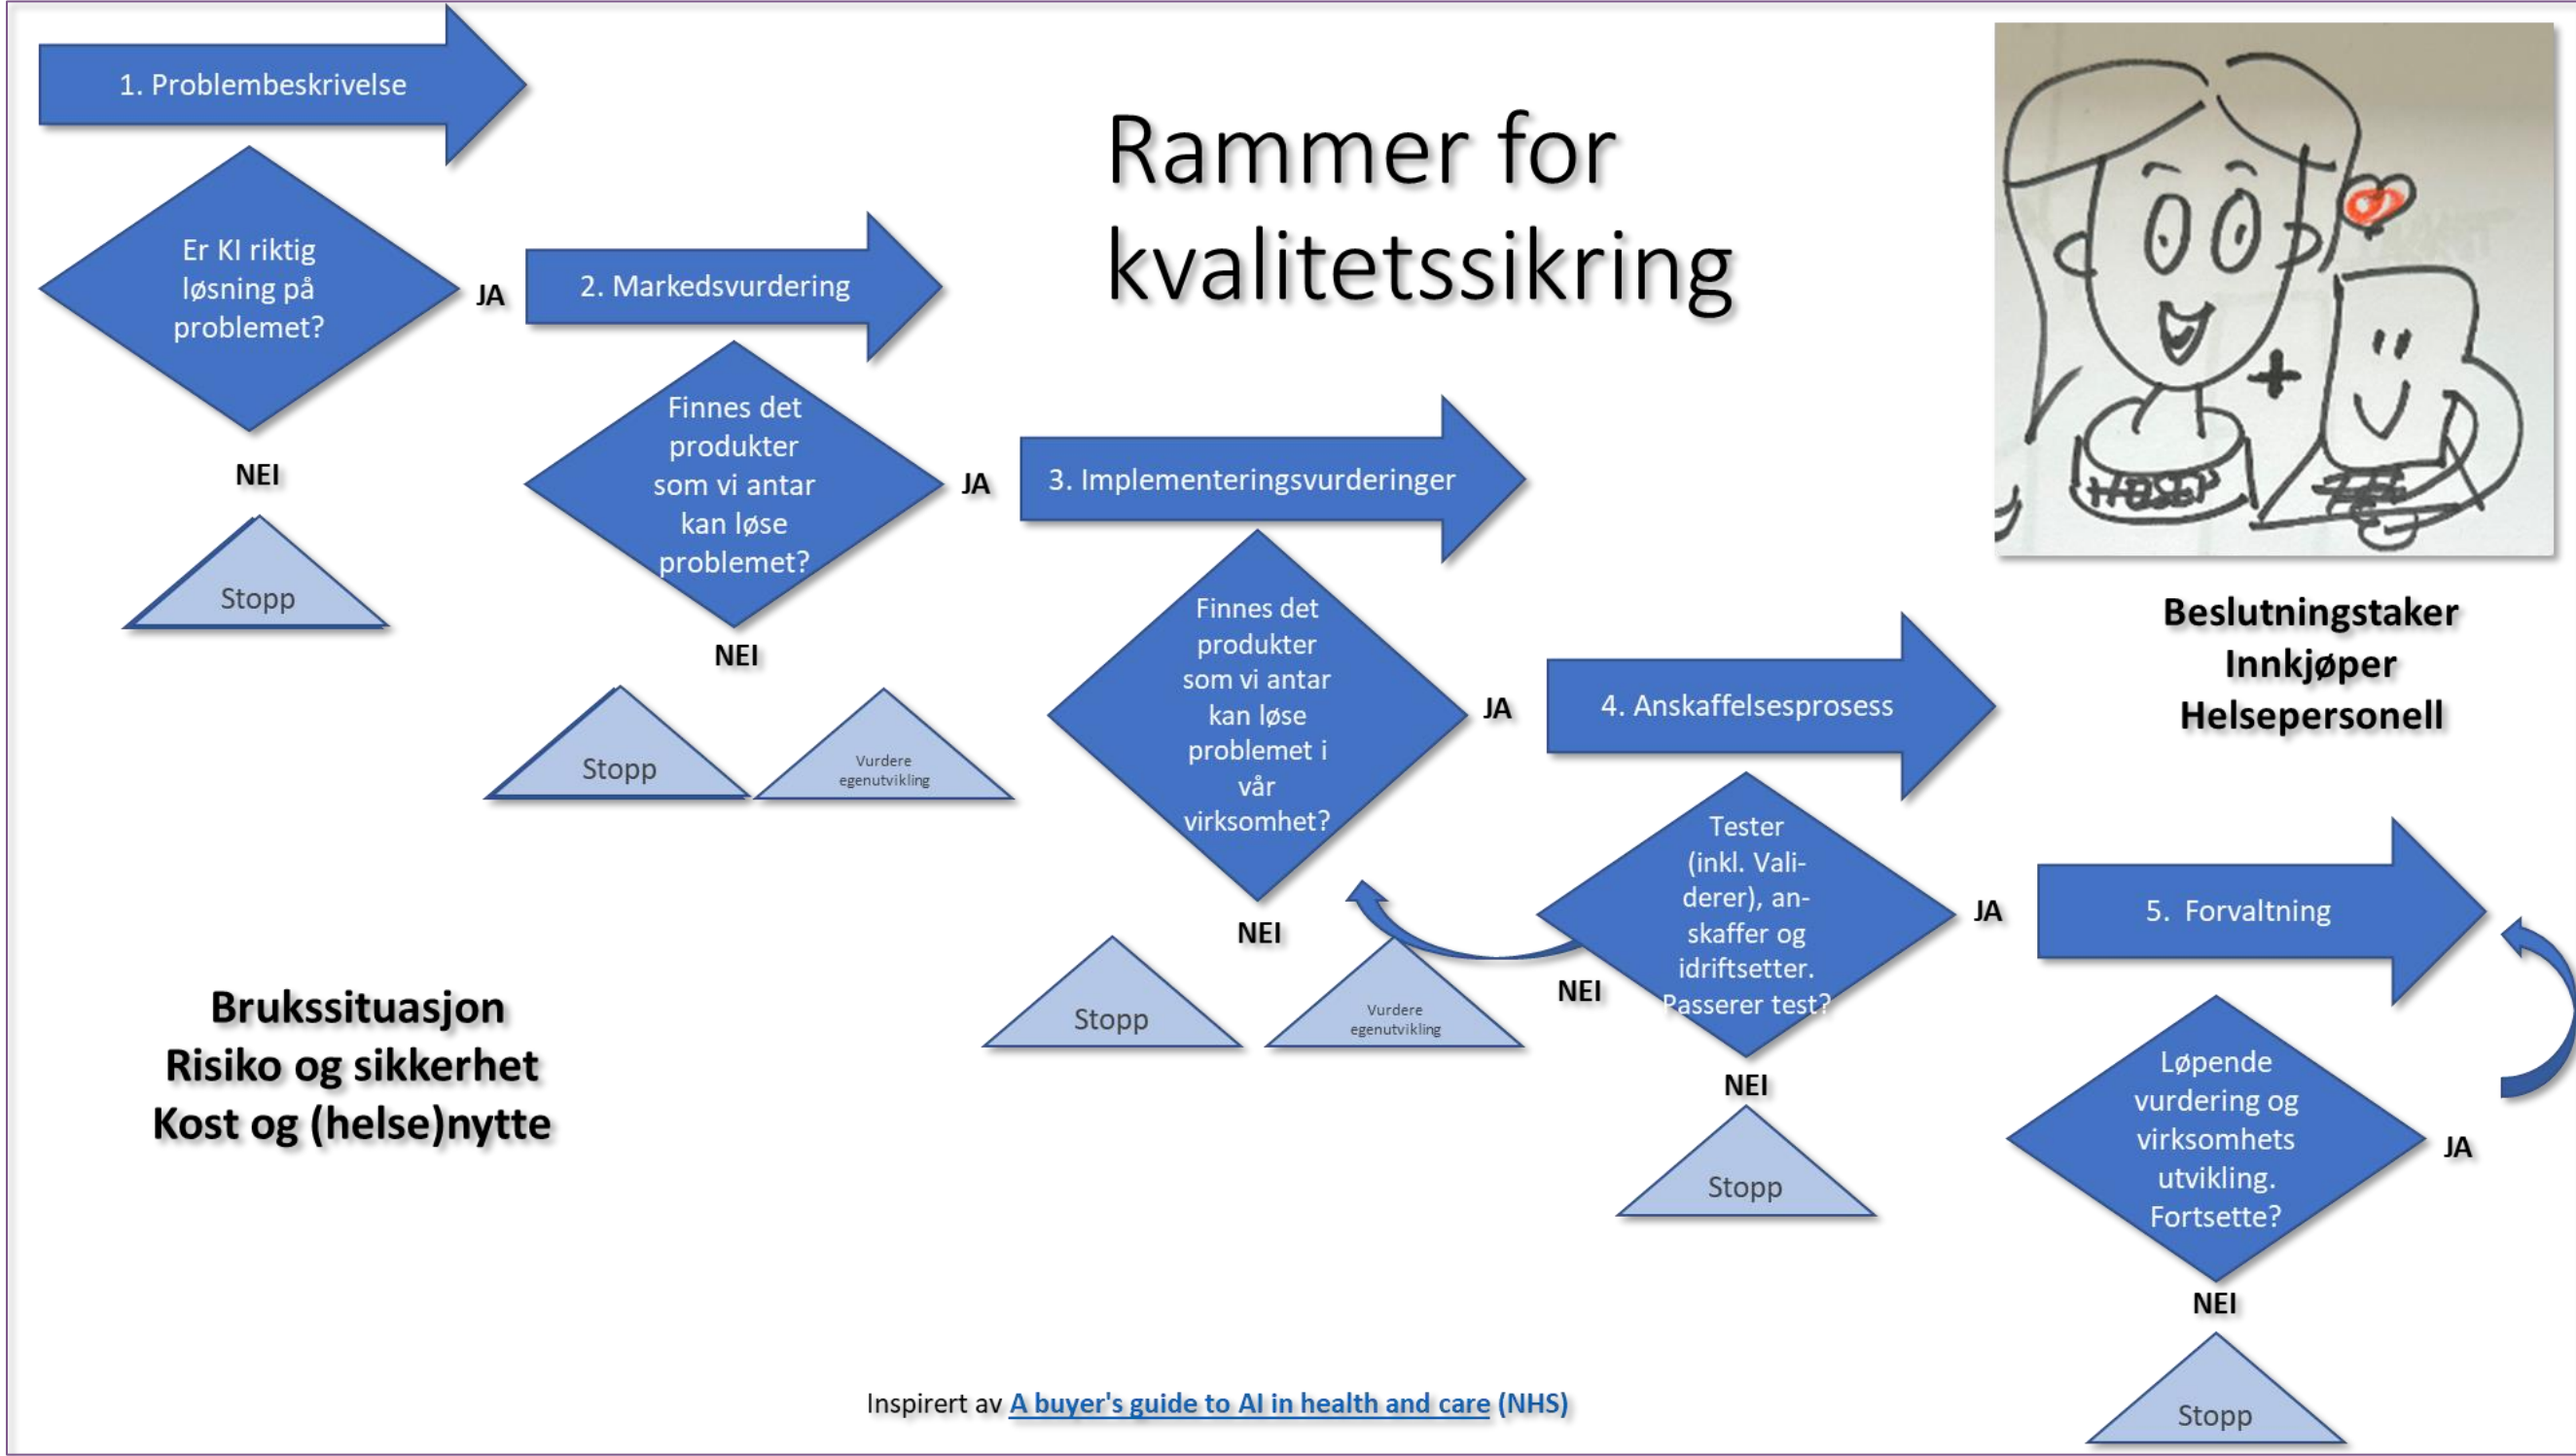 1. Problembeskrivelse
Rammer for
kvalitetssikring
Er KI riktig
løsning på
problemet?
JA
NEI
Stopp
2. Markedsvurdering
Finnes det
produkter
som vi antar
kan løse
problemet?
JA
NEI
Stopp
Vurdere
egenutvikling
3. Implementeringsvurderinger
Finnes det
produkter
som vi antar
kan løse
problemet i
vår
virksomhet?
JA
NEI
Stopp
Vurdere
egenutvikling
4. Anskaffelsesprosess
Tester
(inkl. Vali-
derer), an-
skaffer og
idriftsetter.
Passerer test?
JA
NEI
NEI
Stopp
5. Forvaltning
Løpende
vurdering og
virksomhets
utvikling.
Fortsette?
JA
NEI
Stopp
+
Beslutningstaker
Innkjøper
Helsepersonell
Brukssituasjon
Risiko og sikkerhet
Kost og (helse)nytte
Inspirert av A buyer's guide to AI in health and care (NHS)